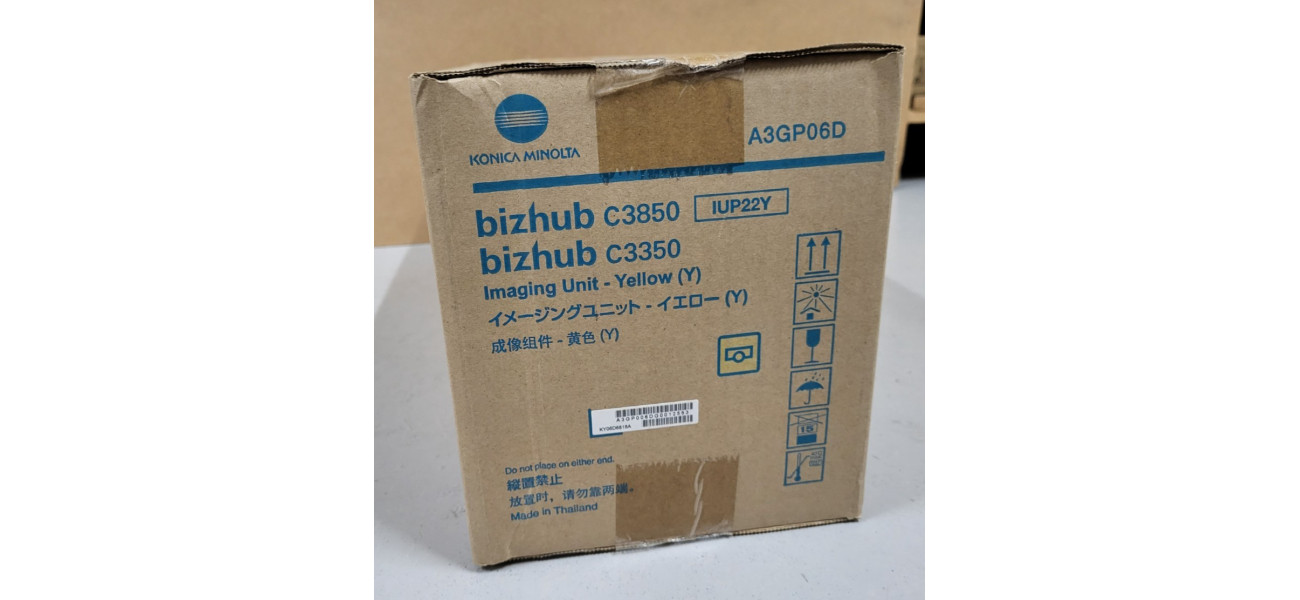 KONICA MINOLTA
A3GP06D
bizhub C3850 IUP22Y
bizhub C3350
Imaging Unit - Yellow (Y)
イメージングユニット - イエロー (Y)
成像组件 - 黄色 (Y)
15
Do not place on either end.
縦置禁止
放置时，请勿靠两端。
Made in Thailand